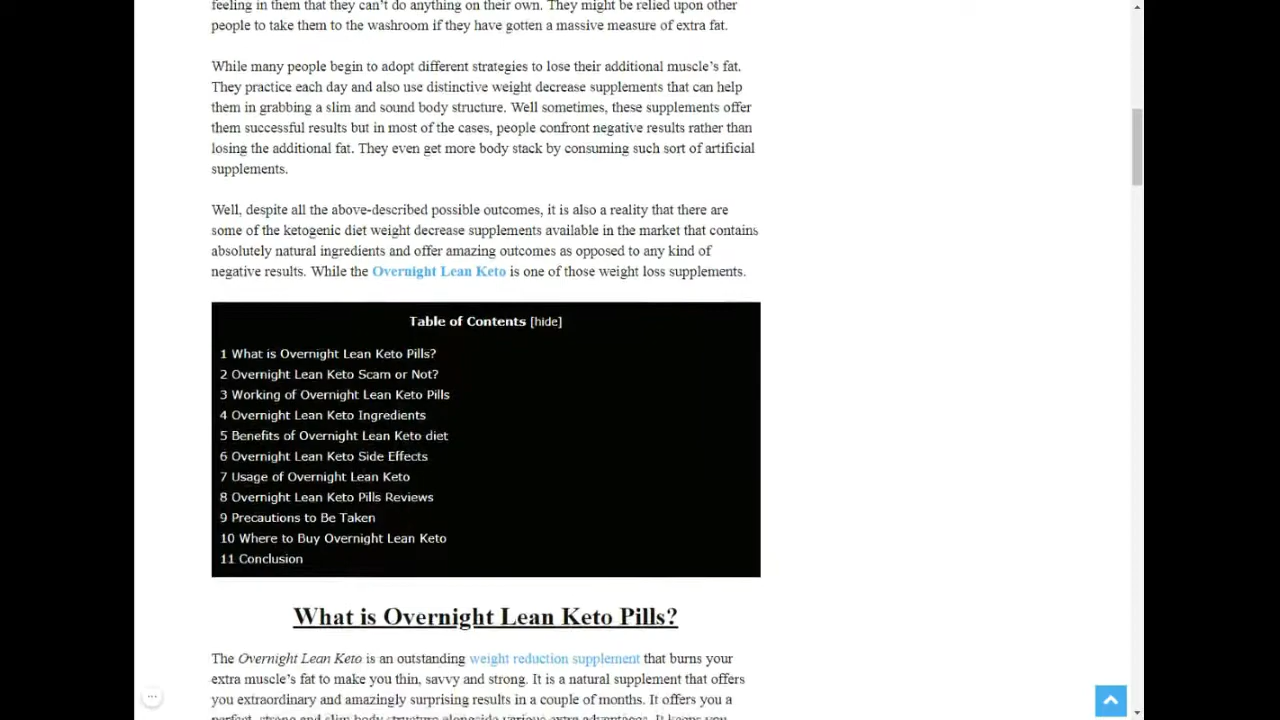 feeling in them that they can't do anything on their own. They might be relied upon other
people to take them to the washroom if they have gotten a massive measure of extra fat.
While many people begin to adopt different strategies to lose their additional muscle's fat.
They practice each day and also use distinctive weight decrease supplements that can help
them in grabbing a slim and sound body structure. Well sometimes, these supplements offer
them successful results but in most of the cases, people confront negative results rather than
losing the additional fat. They even get more body stack by consuming such sort of artificial
supplements.
Well, despite all the above-described possible outcomes, it is also a reality that there are
some of the ketogenic diet weight decrease supplements available in the market that contains
absolutely natural ingredients and offer amazing outcomes as opposed to any kind of
negative results. While the Overnight Lean Keto is one of those weight loss supplements.
Table of Contents [hide]
1 What is Overnight Lean Keto Pills?
2 Overnight Lean Keto Scam or Not?
3 Working of Overnight Lean Keto Pills
4 Overnight Lean Keto Ingredients
5 Benefits of Overnight Lean Keto diet
6 Overnight Lean Keto Side Effects
7 Usage of Overnight Lean Keto
8 Overnight Lean Keto Pills Reviews
9 Precautions to Be Taken
10 Where to Buy Overnight Lean Keto
11 Conclusion
What is Overnight Lean Keto Pills?
The Overnight Lean Keto is an outstanding weight reduction supplement that burns your
extra muscle's fat to make you thin, savvy and strong. It is a natural supplement that offers
you extraordinary and amazingly surprising results in a couple of months. It offers you a
perfect, strong and slim body structure alongside various extra advantages. It keeps you